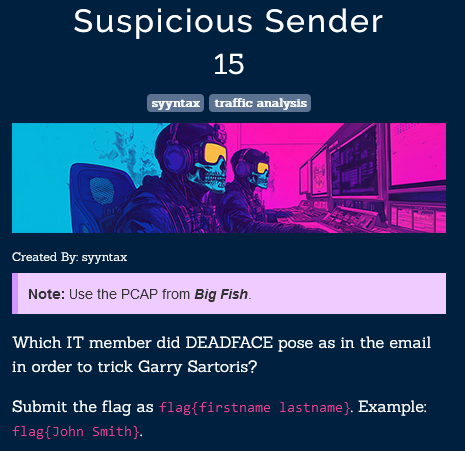 Suspicious Sender
15
syyntax traffic analysis
Created By: syyntax
Note: Use the PCAP from Big Fish.
Which IT member did DEADFACE pose as in the email
in order to trick Garry Sartoris?
Submit the flag as flag{firstname lastname}. Example:
flag{John Smith}.